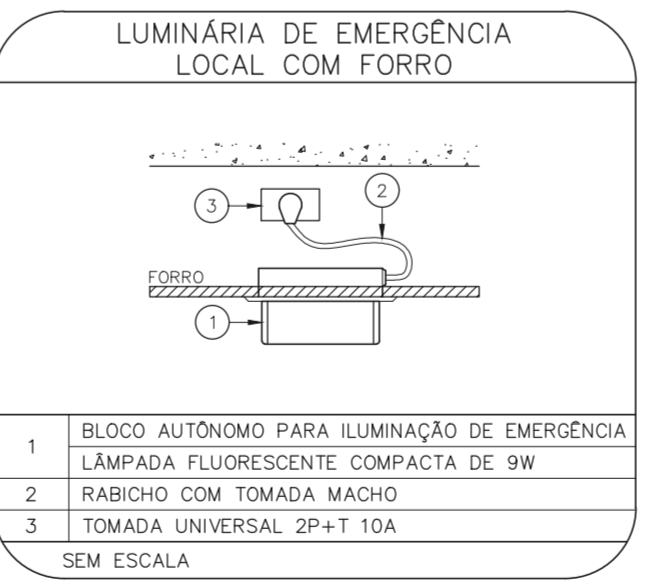 LUMINÁRIA DE EMERGÊNCIA
LOCAL COM FORRO
3
2
FORRO
1
1
BLOCO AUTÔNOMO PARA ILUMINAÇÃO DE EMERGÊNCIA
LÂMPADA FLUORESCENTE COMPACTA DE 9W
2 RABICHO COM TOMADA MACHO
3 TOMADA UNIVERSAL 2P+T 10A
SEM ESCALA